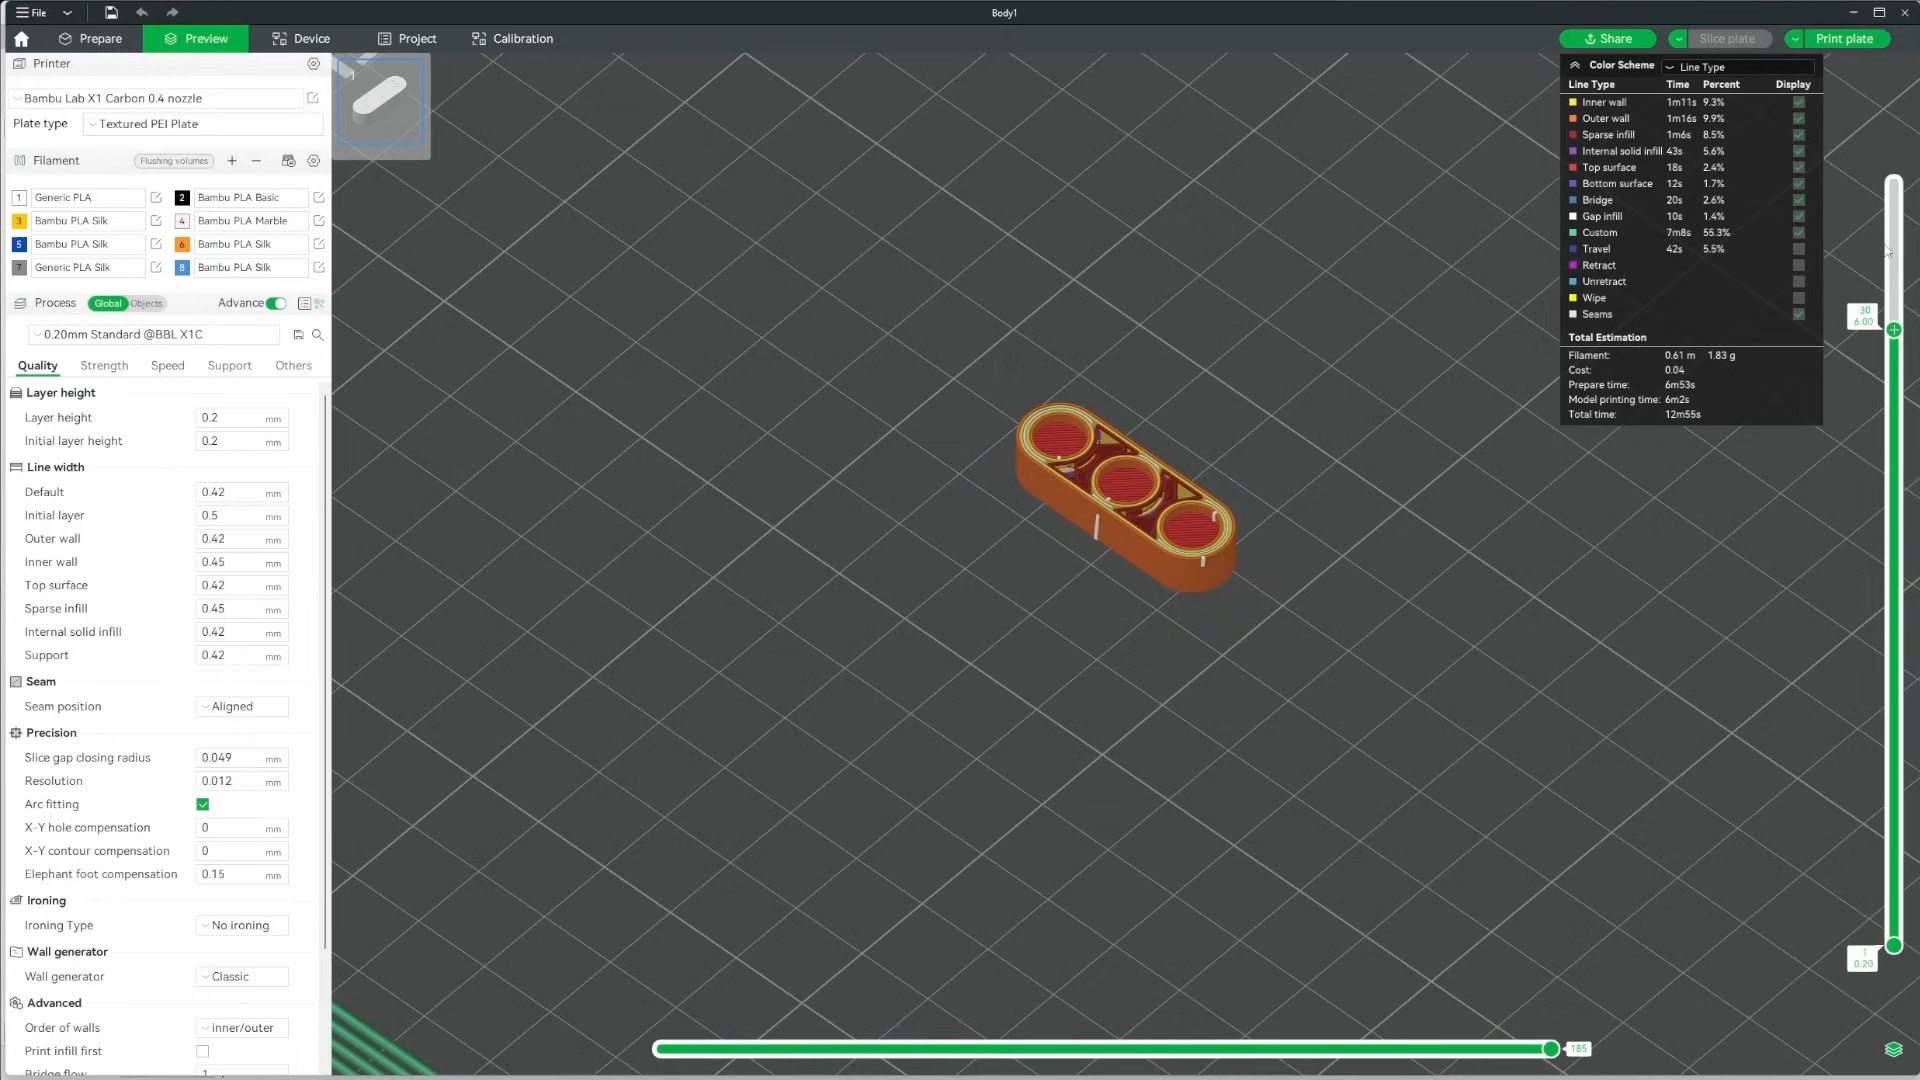 File
Body1
Prepare
Preview
Device
Project
Calibration
Share
Slice plate
Print plate
Printer
Bambu Lab X1 Carbon 0.4 nozzle
Plate type
Textured PEI Plate
Filament
Flushing volumes
1 Generic PLA
2 Bambu PLA Basic
3 Bambu PLA Silk
4 Bambu PLA Marble
5 Bambu PLA Silk
6 Bambu PLA Silk
7 Generic PLA Silk
8 Bambu PLA Silk
Process
Global
Objects
Advance
0.20mm Standard @BBL X1C
Quality
Strength
Speed
Support
Others
Layer height
Layer height 0.2 mm
Initial layer height 0.2 mm
Line width
Default 0.42 mm
Initial layer 0.5 mm
Outer wall 0.42 mm
Inner wall 0.45 mm
Top surface 0.42 mm
Sparse infill 0.45 mm
Internal solid infill 0.42 mm
Support 0.42 mm
Seam
Seam position Aligned
Precision
Slice gap closing radius 0.049 mm
Resolution 0.012 mm
Arc fitting
X-Y hole compensation 0 mm
X-Y contour compensation 0 mm
Elephant foot compensation 0.15 mm
Ironing
Ironing Type No ironing
Wall generator
Wall generator Classic
Advanced
Order of walls inner/outer
Print infill first
Bridge flow 1
1
Color Scheme Line Type
Line Type Time Percent Display
Inner wall 1m11s 9.3%
Outer wall 1m16s 9.9%
Sparse infill 1m6s 8.5%
Internal solid infill 43s 5.6%
Top surface 18s 2.4%
Bottom surface 12s 1.7%
Bridge 20s 2.6%
Gap infill 10s 1.4%
Custom 7m8s 55.3%
Travel 42s 5.5%
Retract
Unretract
Wipe
Seams
Total Estimation
Filament: 0.61 m 1.83 g
Cost: 0.04
Prepare time: 6m53s
Model printing time: 6m2s
Total time: 12m55s
30
6.00
1
0.20
185